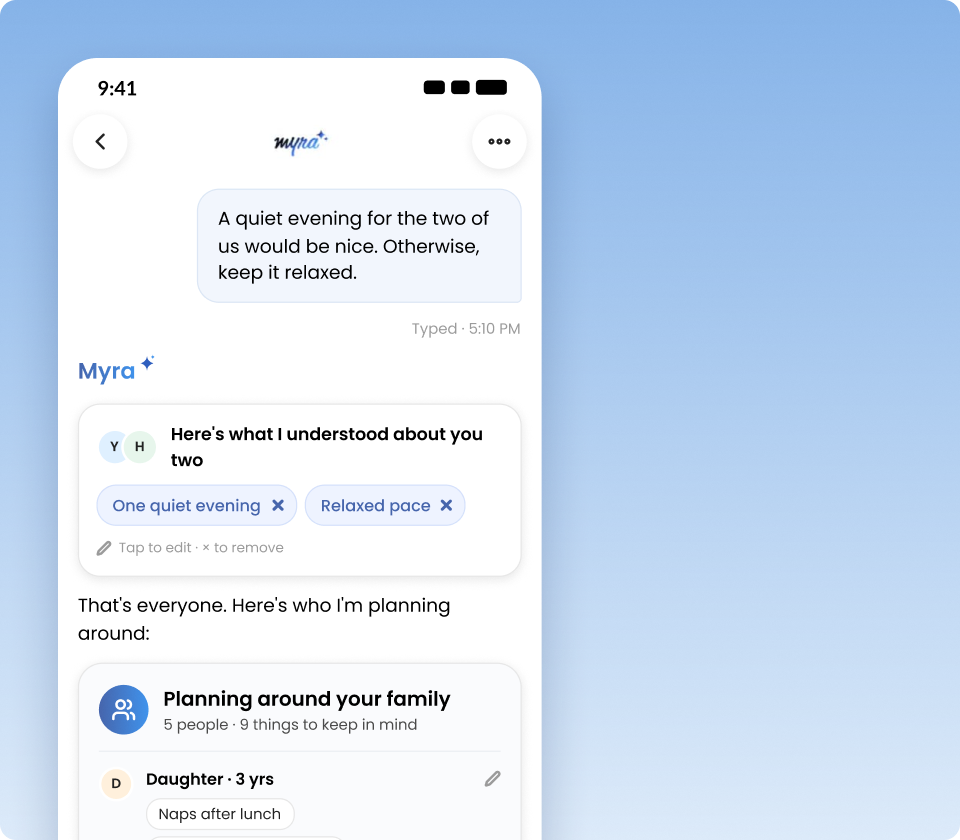 9:41
myra
A quiet evening for the two of
us would be nice. Otherwise,
keep it relaxed.
Typed · 5:10 PM
Myra
Y H
Here's what I understood about you
two
One quiet evening ×
Relaxed pace ×
Tap to edit · × to remove
That's everyone. Here's who I'm planning
around:
Planning around your family
5 people · 9 things to keep in mind
D
Daughter · 3 yrs
Naps after lunch